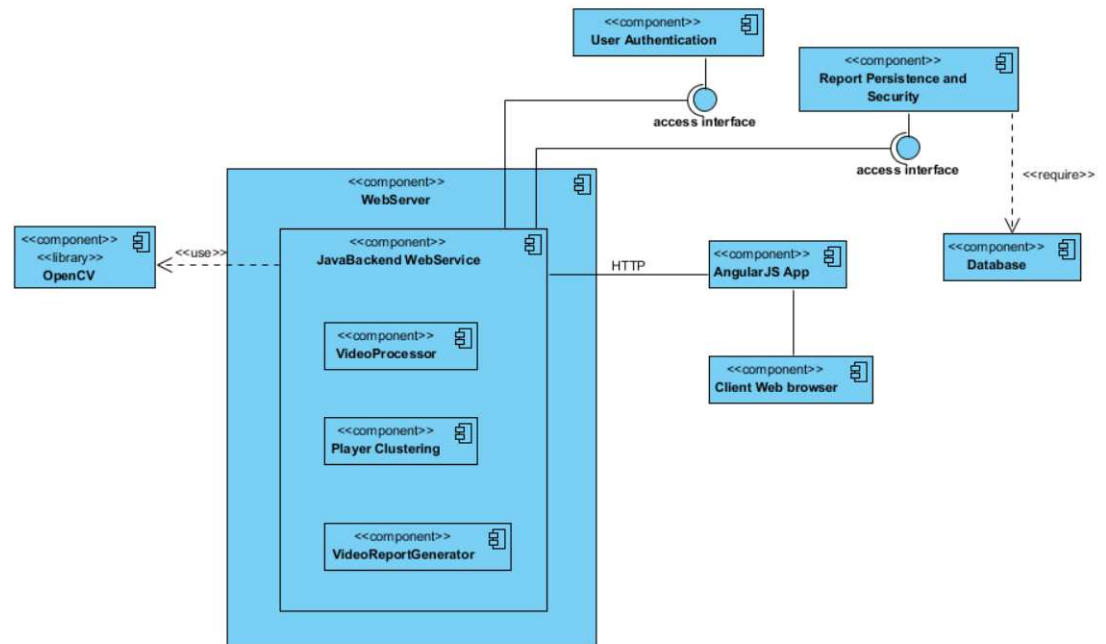 <<component>>
User Authentication
<<component>>
Report Persistence and
Security
access interface
access interface
<<require>>
<<component>>
WebServer
<<component>>
<<library>>
OpenCV
<<use>>
<<component>>
JavaBackend WebService
HTTP
<<component>>
AngularJS App
<<component>>
Database
<<component>>
VideoProcessor
<<component>>
Client Web browser
<<component>>
Player Clustering
<<component>>
VideoReportGenerator